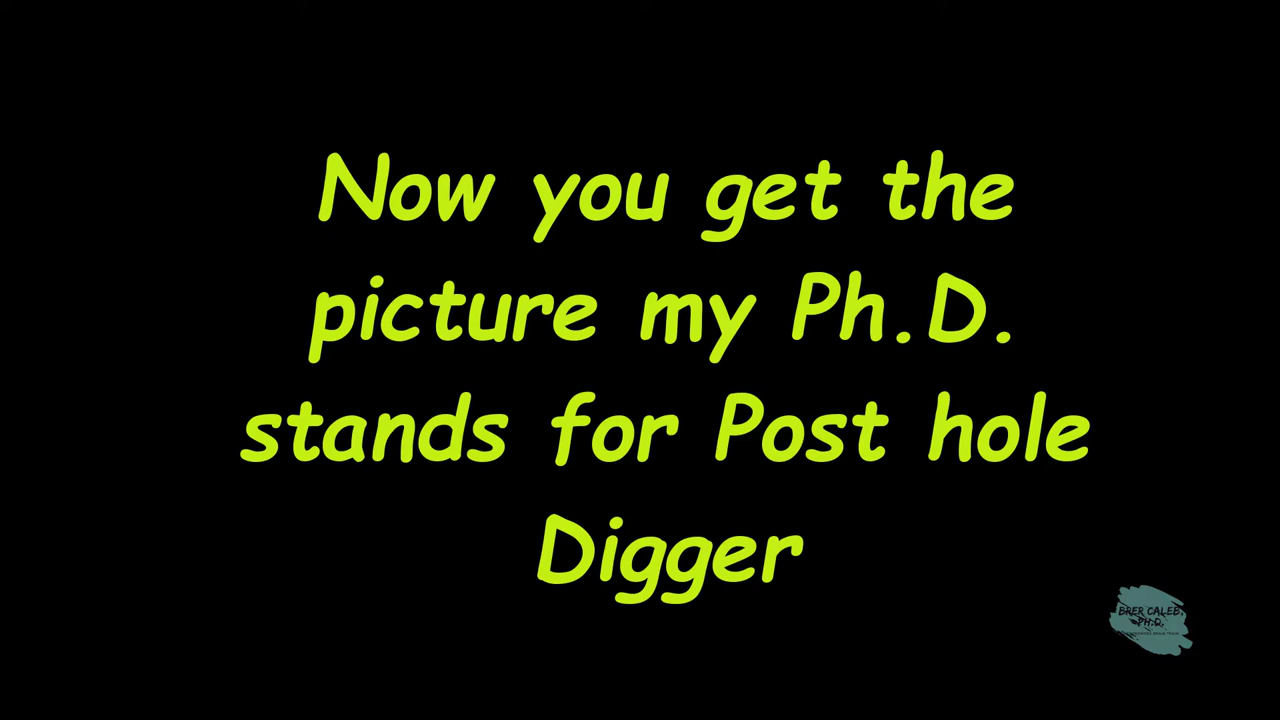 Now you get the
picture my Ph.D.
stands for Post hole
Digger
BRER CALEB,
PH.D.